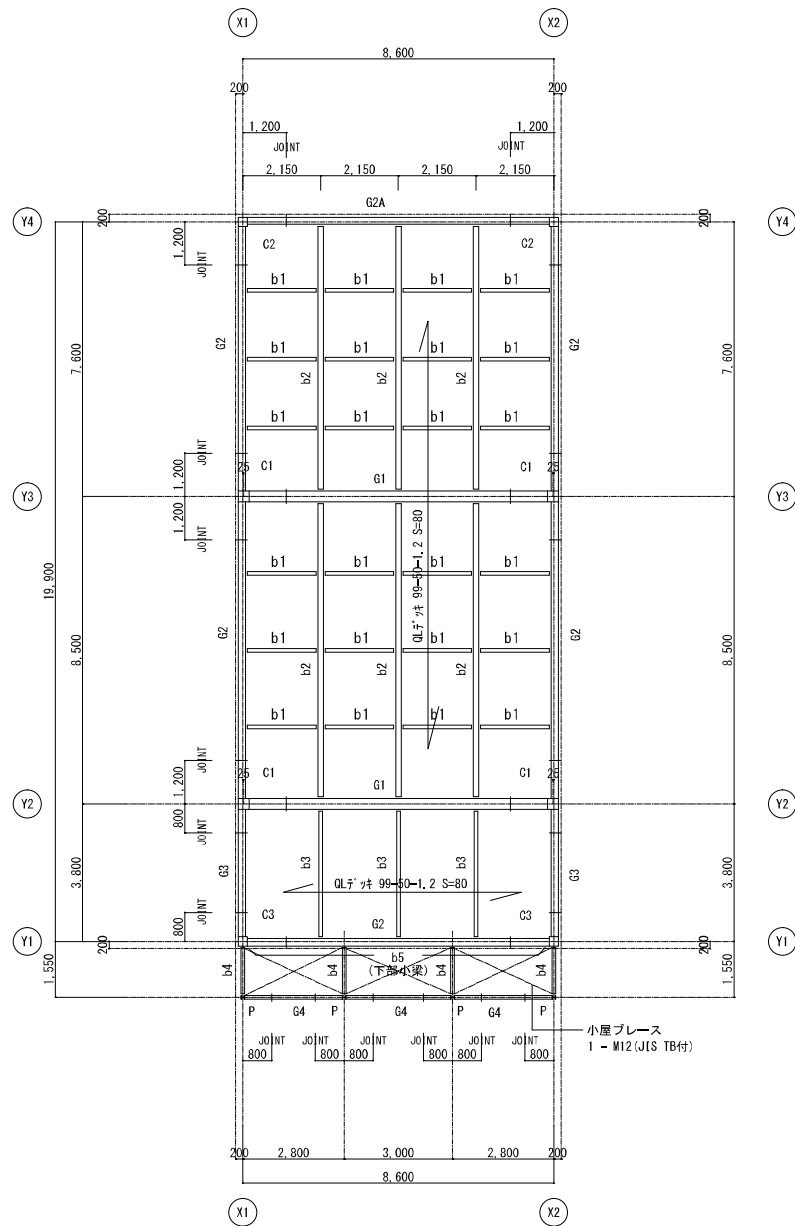 X1 X2
8,600
200 200
1,200 1,200
JOINT JOINT
2,150 2,150 2,150 2,150
G2A
Y4 200 200 Y4
C2 C2
1,200
JOINT
b1 b1 b1 b1
G2 G2
b1 b1 b1 b1
7,600 7,600
b2 b2 b2
b1 b1 b1 b1
JOINT
1,200
C1 C1
25 25
G1
Y3 Y3
1,200
JOINT
QLデッキ 99-50-1.2 S=80
b1 b1 b1 b1
19,900
G2 G2
b1 b1 b1 b1
8,500 8,500
b2 b2 b2
b1 b1 b1 b1
JOINT
1,200
C1 C1
25 25
G1
Y2 Y2
800
JOINT
b3 b3 b3
G3 G3
3,800 3,800
QLデッキ 99-50-1.2 S=80
JOINT
800
C3 C3
G2
Y1 200 200 Y1
b5
(下部小梁)
b4 b4 b4 b4
1,550 1,550
P P P P
G4 G4 G4
小屋ブレース
1 - M12(JIS TB付)
JOINT JOINT JOINT JOINT JOINT JOINT
800 800 800 800 800 800
200 2,800 3,000 2,800 200
8,600
X1 X2